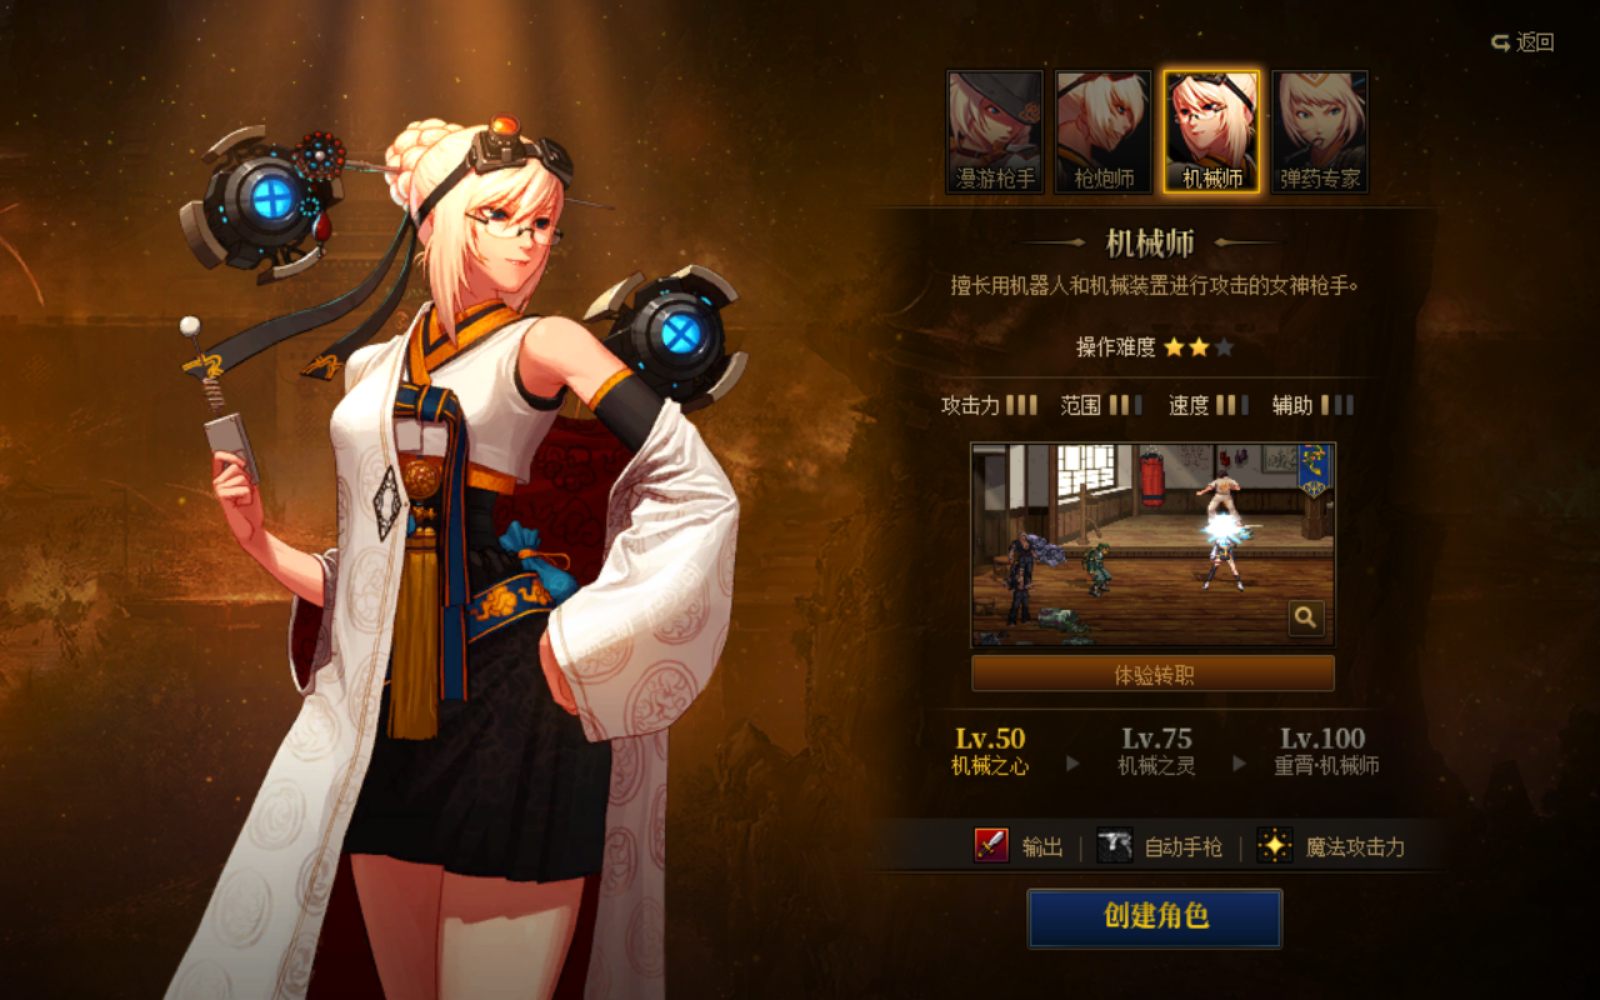 返回
漫游枪手 枪炮师 机械师 弹药专家
机械师
擅长用机器人和机械装置进行攻击的女神枪手。
操作难度
攻击力 范围 速度 辅助
体验转职
Lv.50 Lv.75 Lv.100
机械之心 机械之灵 重霄·机械师
输出 自动手枪 魔法攻击力
创建角色